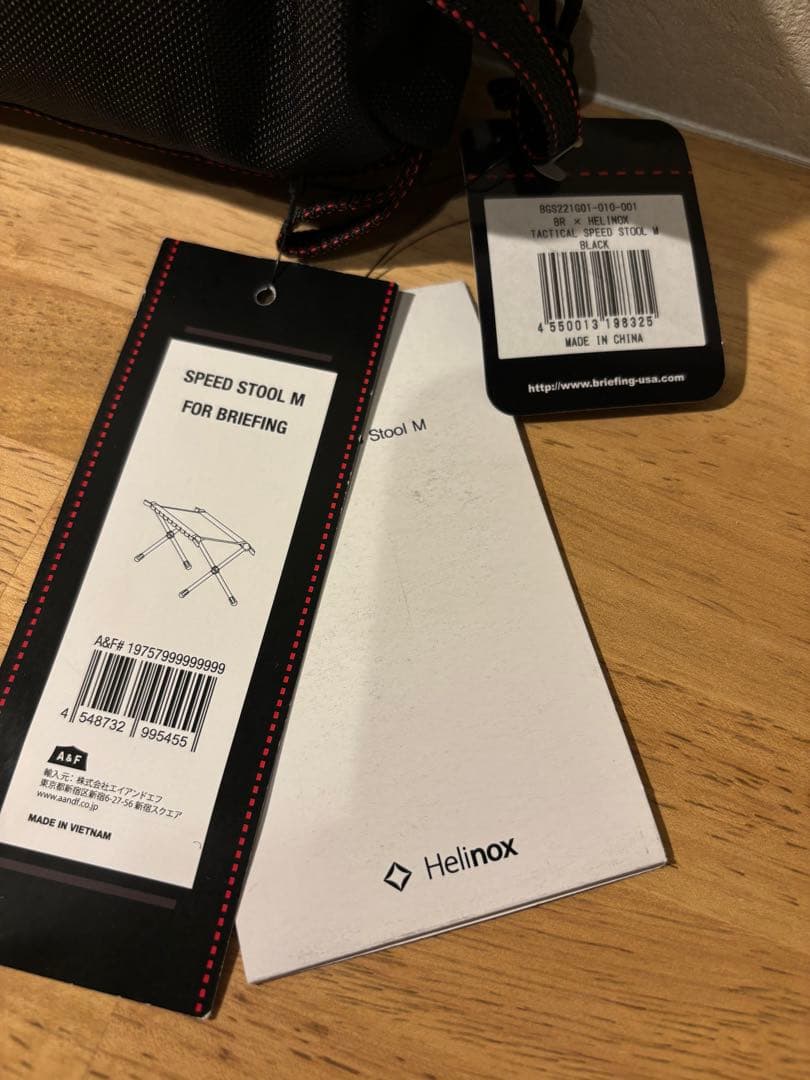 BGS221G01-010-001
BR × HELINOX
TACTICAL SPEED STOOL M
BLACK
4 550013 198325
MADE IN CHINA
http://www.briefing-usa.com
SPEED STOOL M
FOR BRIEFING
A&F# 19757999999999
4 548732 995455
A&F
輸入元：株式会社エイアンドエフ
東京都新宿区新宿6-27-56 新宿スクエア
www.aandf.co.jp
MADE IN VIETNAM
Stool M
Helinox